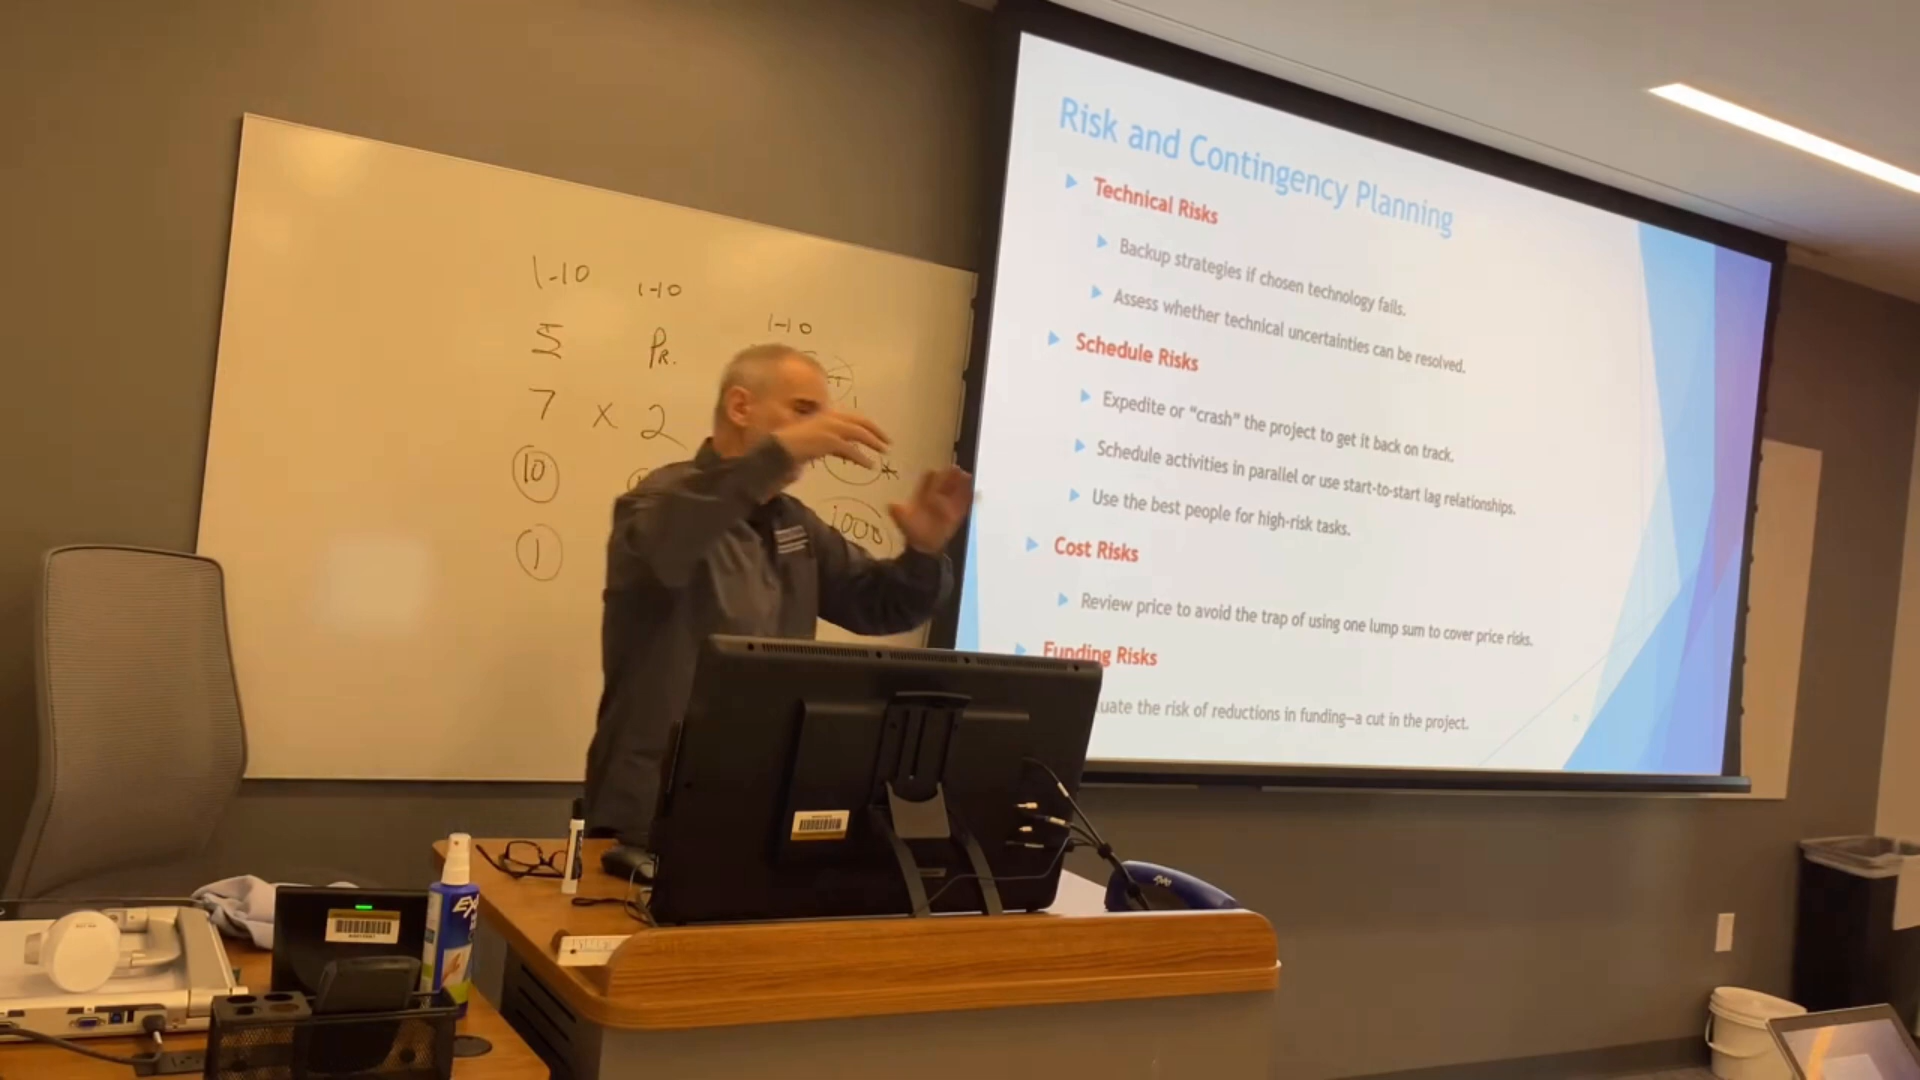 1-10 1-10 1-10
S PR.
7 x 2
10
1
1000
Risk and Contingency Planning
Technical Risks
Backup strategies if chosen technology fails.
Assess whether technical uncertainties can be resolved.
Schedule Risks
Expedite or "crash" the project to get it back on track.
Schedule activities in parallel or use start-to-start lag relationships.
Use the best people for high-risk tasks.
Cost Risks
Review price to avoid the trap of using one lump sum to cover price risks.
Funding Risks
the risk of reductions in funding—a cut in the project.